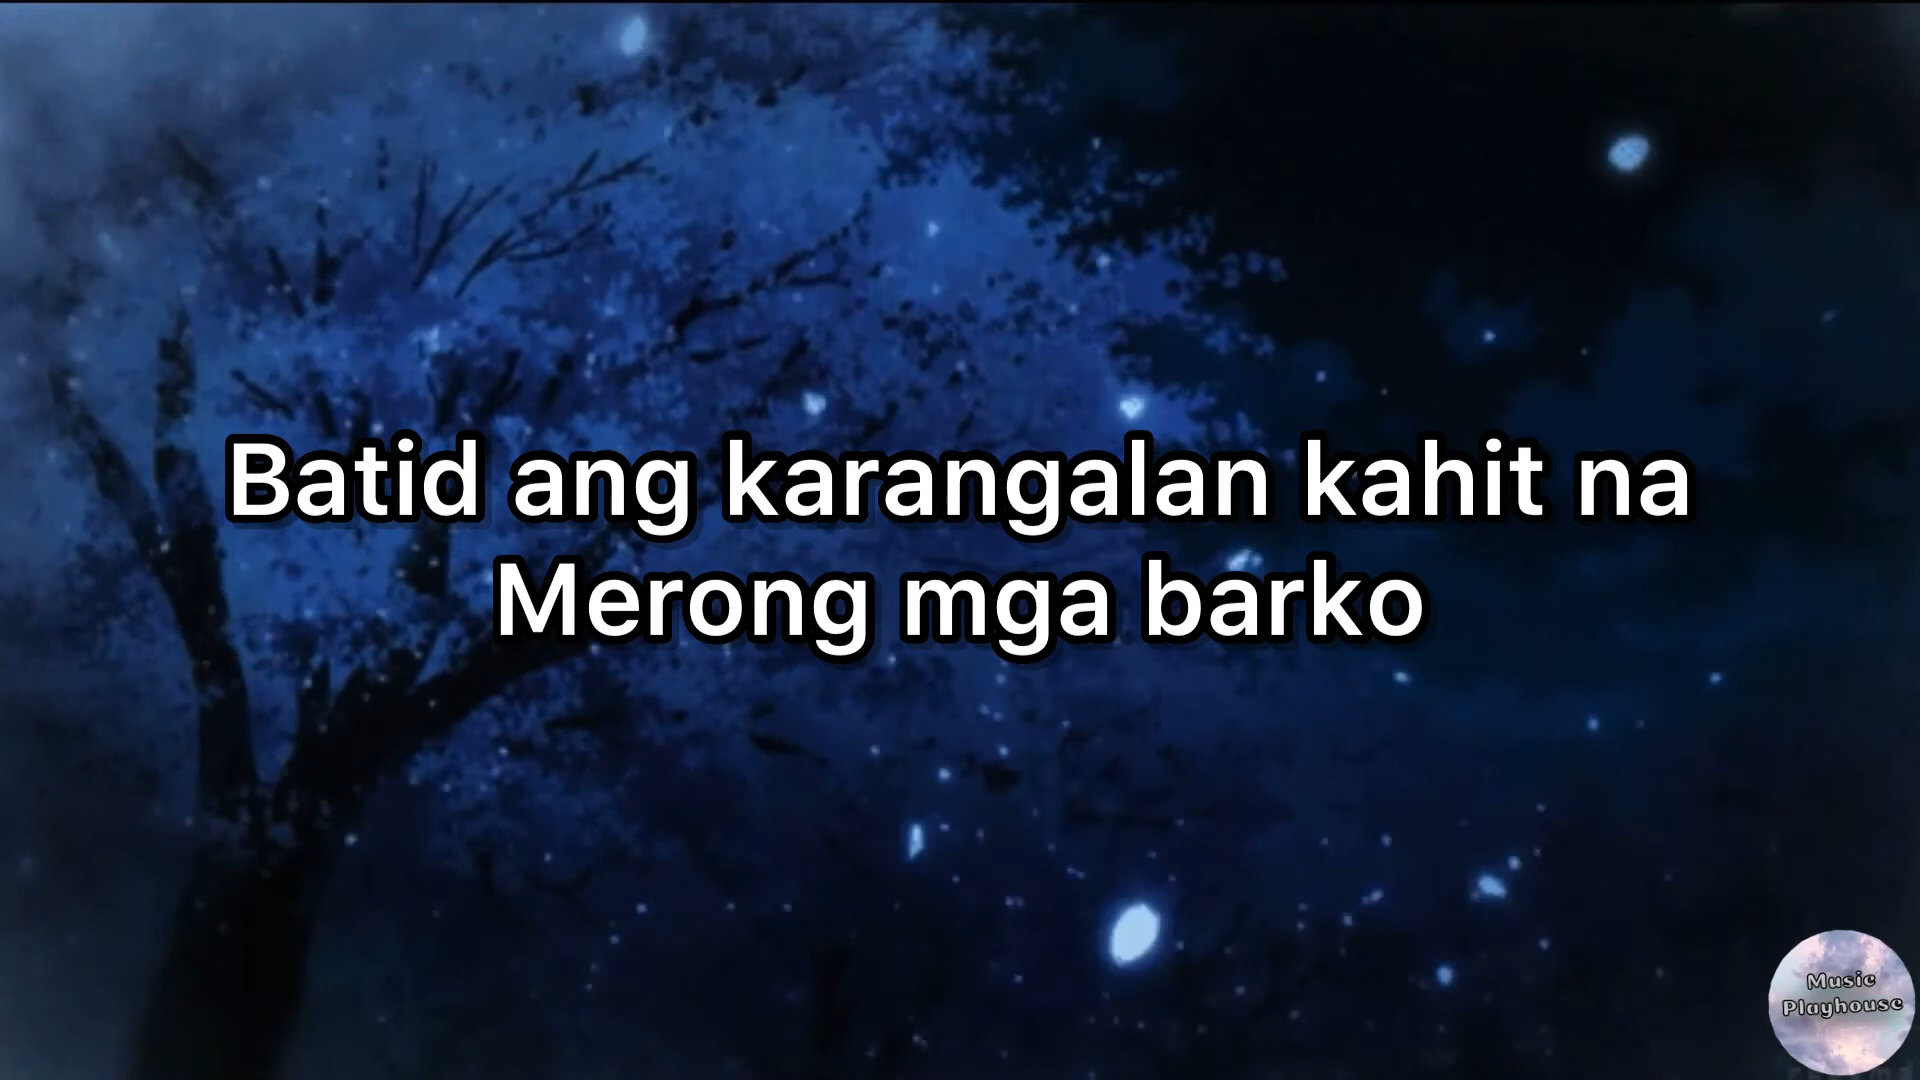 Batid ang karangalan kahit na
Merong mga barko
Music
Playhouse